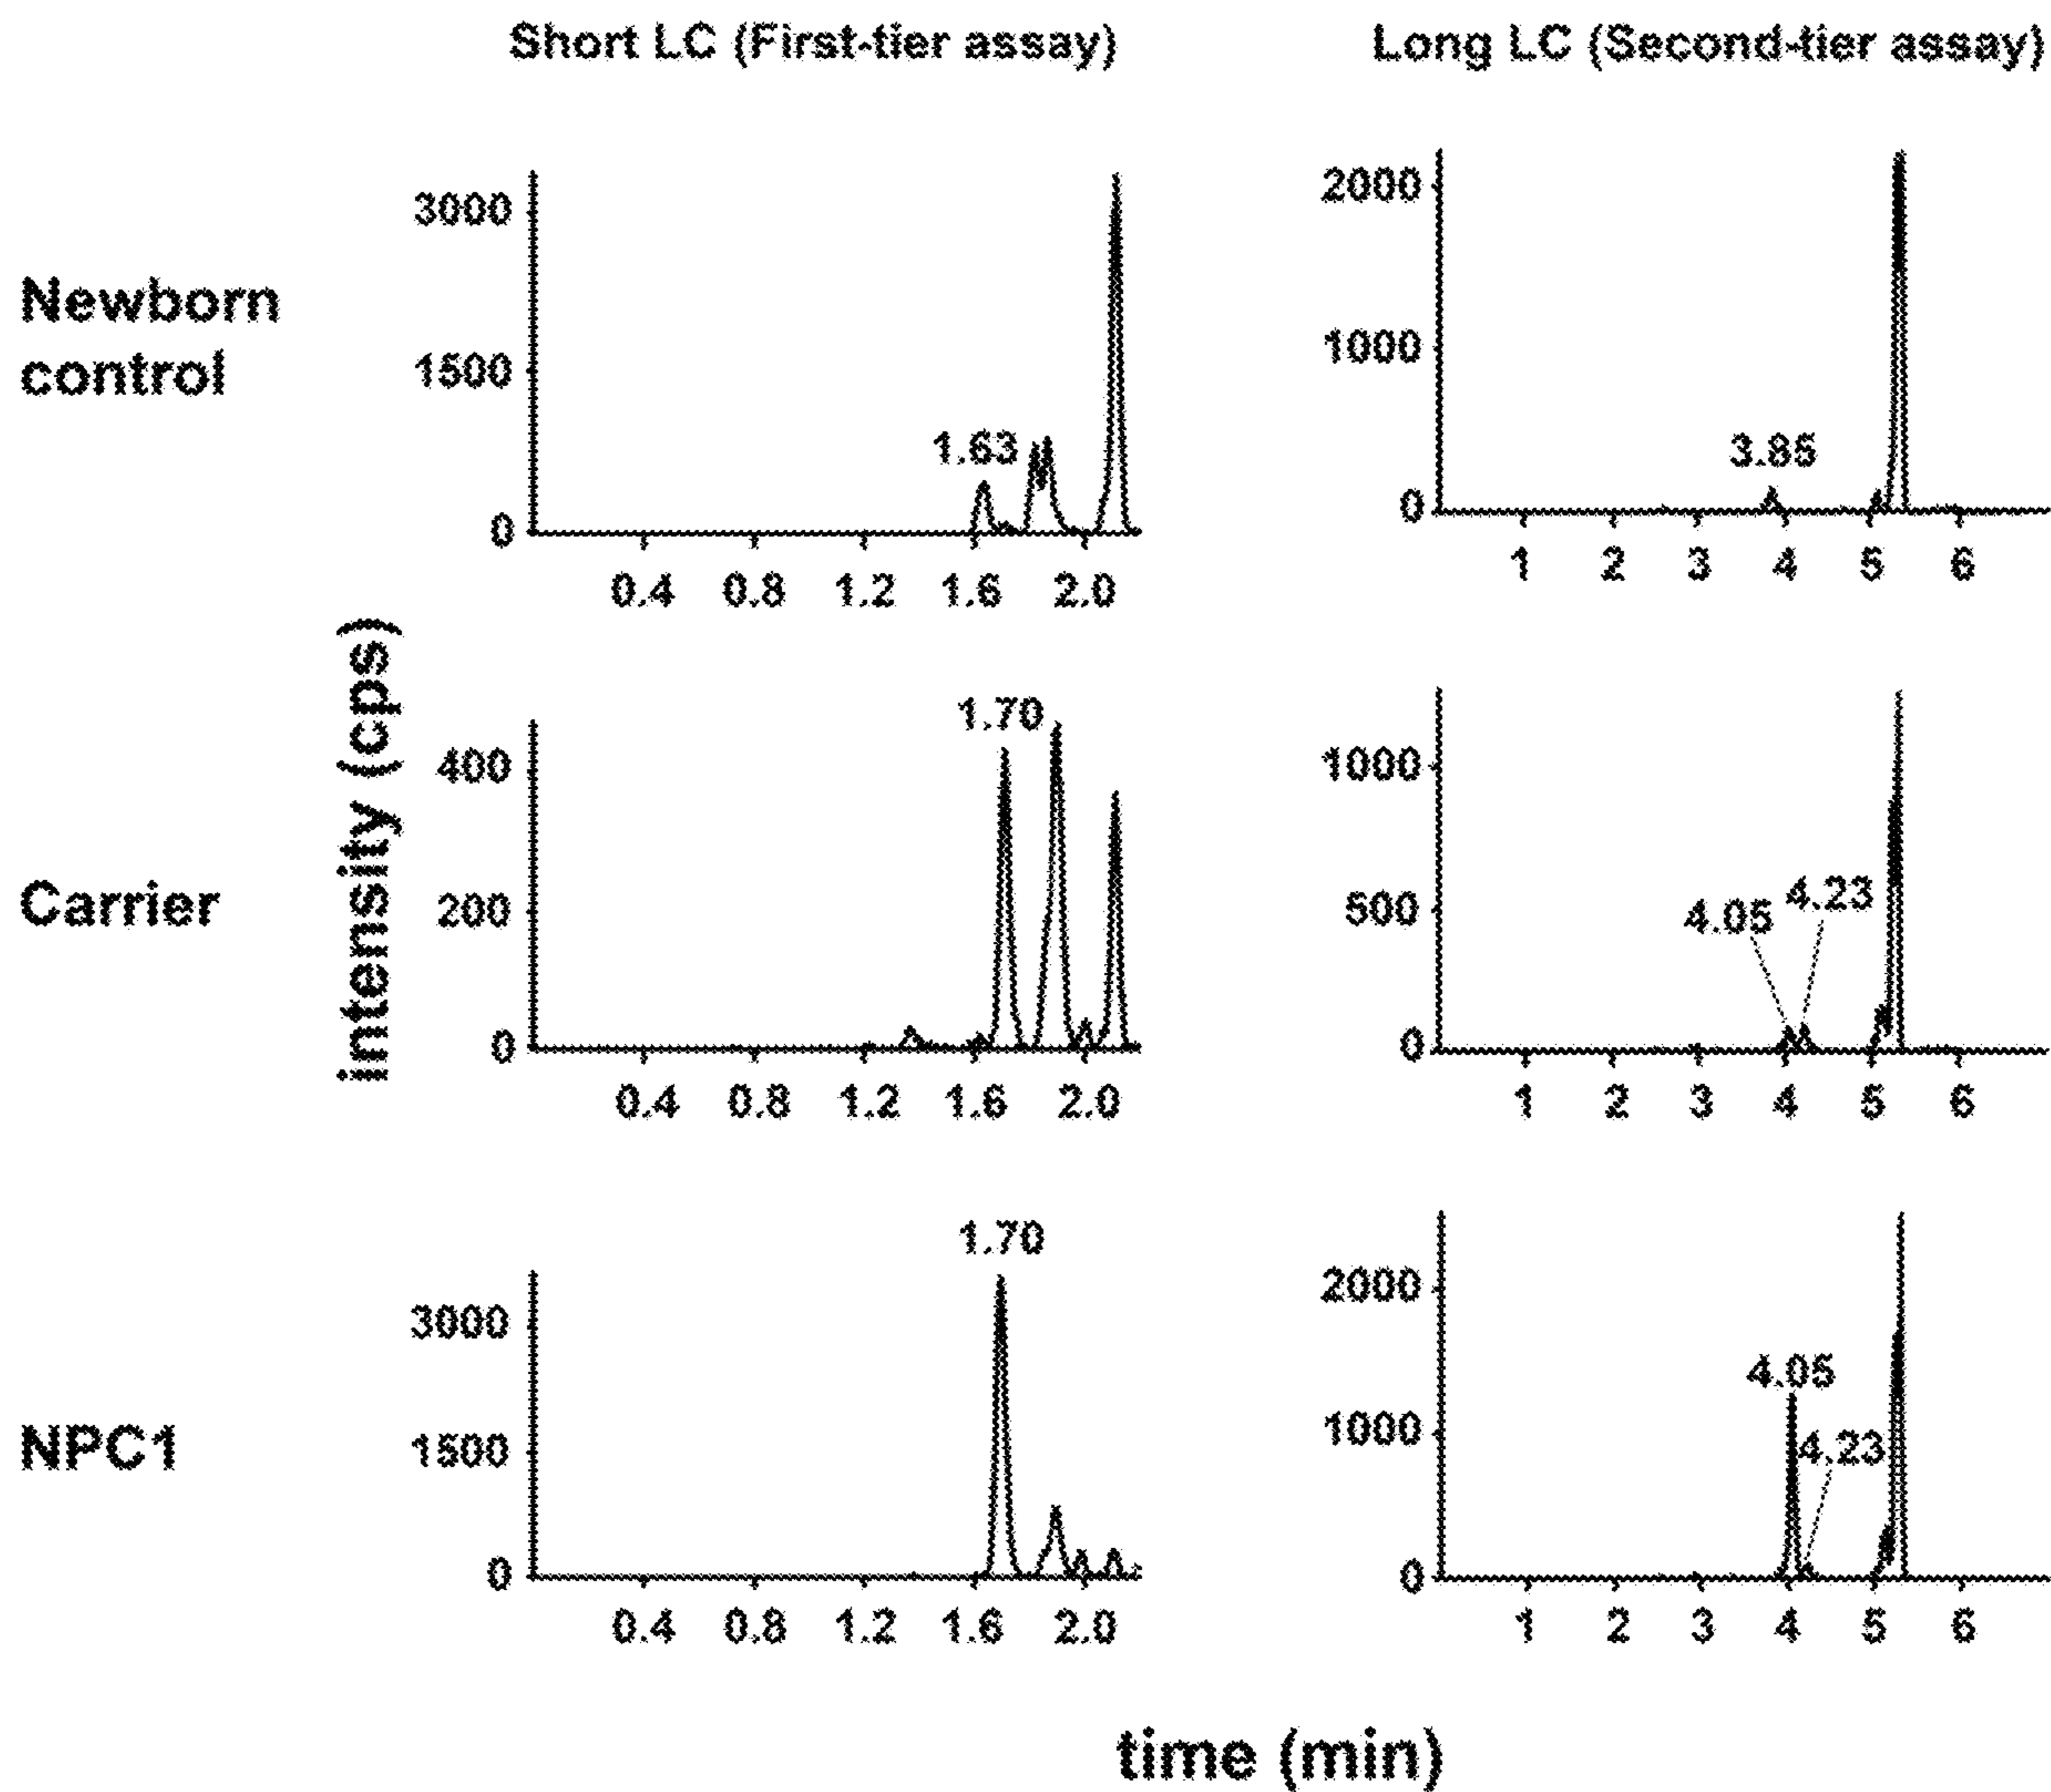 Short LC (First-tier assay)
Long LC (Second-tier assay)
Newborn
control
3000
1500
0
1.63
0.4 0.8 1.2 1.6 2.0
2000
1000
0
3.85
1 2 3 4 5 6
intensity (cps)
Carrier
400
200
0
1.70
0.4 0.8 1.2 1.6 2.0
1000
500
0
4.05 4.23
1 2 3 4 5 6
NPC1
3000
1500
0
1.70
0.4 0.8 1.2 1.6 2.0
2000
1000
0
4.05
4.23
1 2 3 4 5 6
time (min)